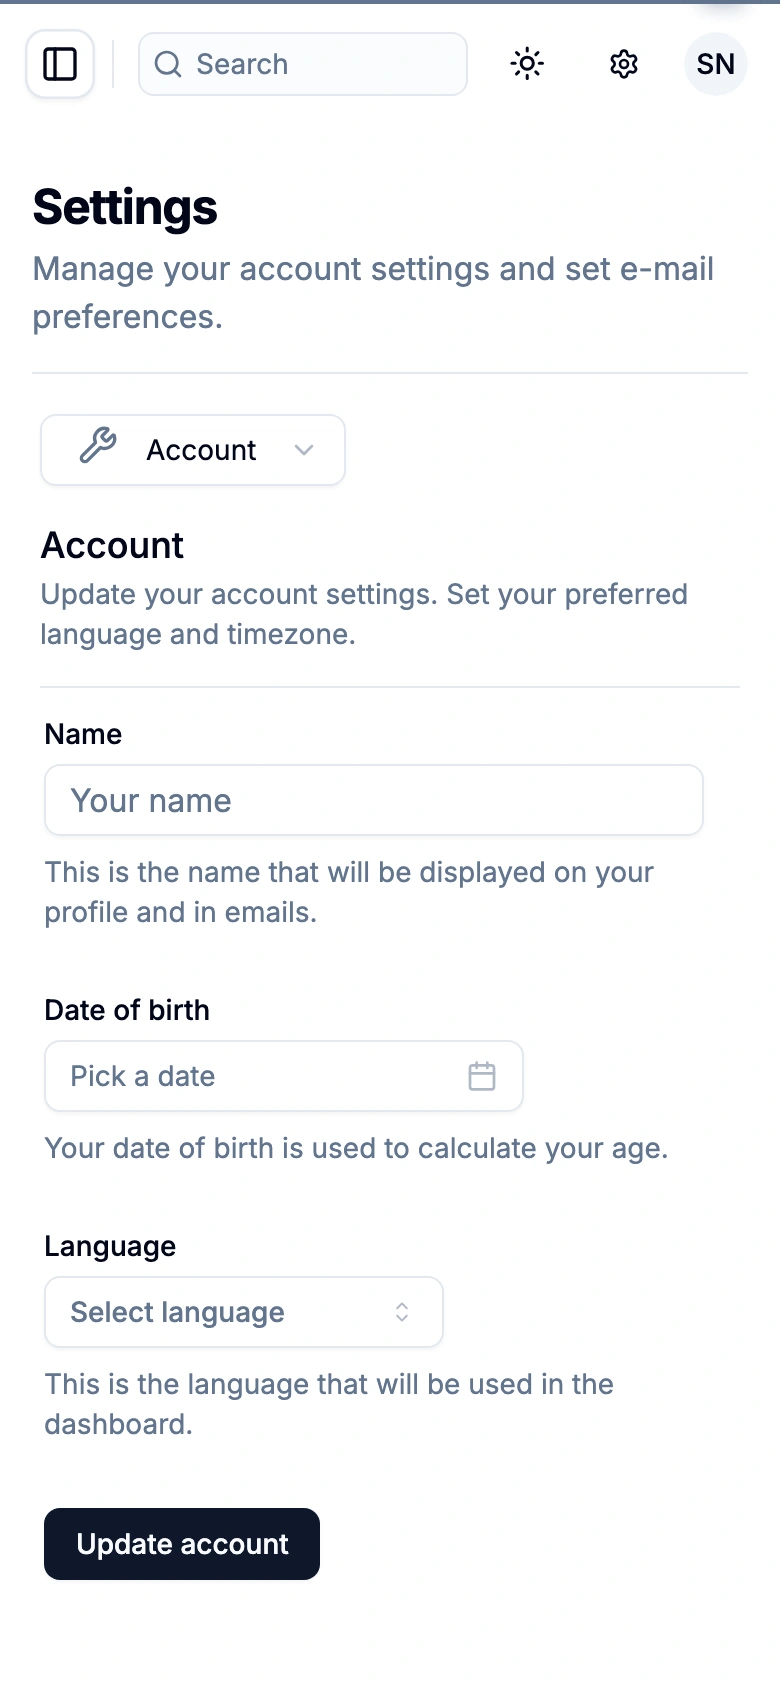 Search
SN
Settings
Manage your account settings and set e-mail
preferences.
Account
Account
Update your account settings. Set your preferred
language and timezone.
Name
Your name
This is the name that will be displayed on your
profile and in emails.
Date of birth
Pick a date
Your date of birth is used to calculate your age.
Language
Select language
This is the language that will be used in the
dashboard.
Update account